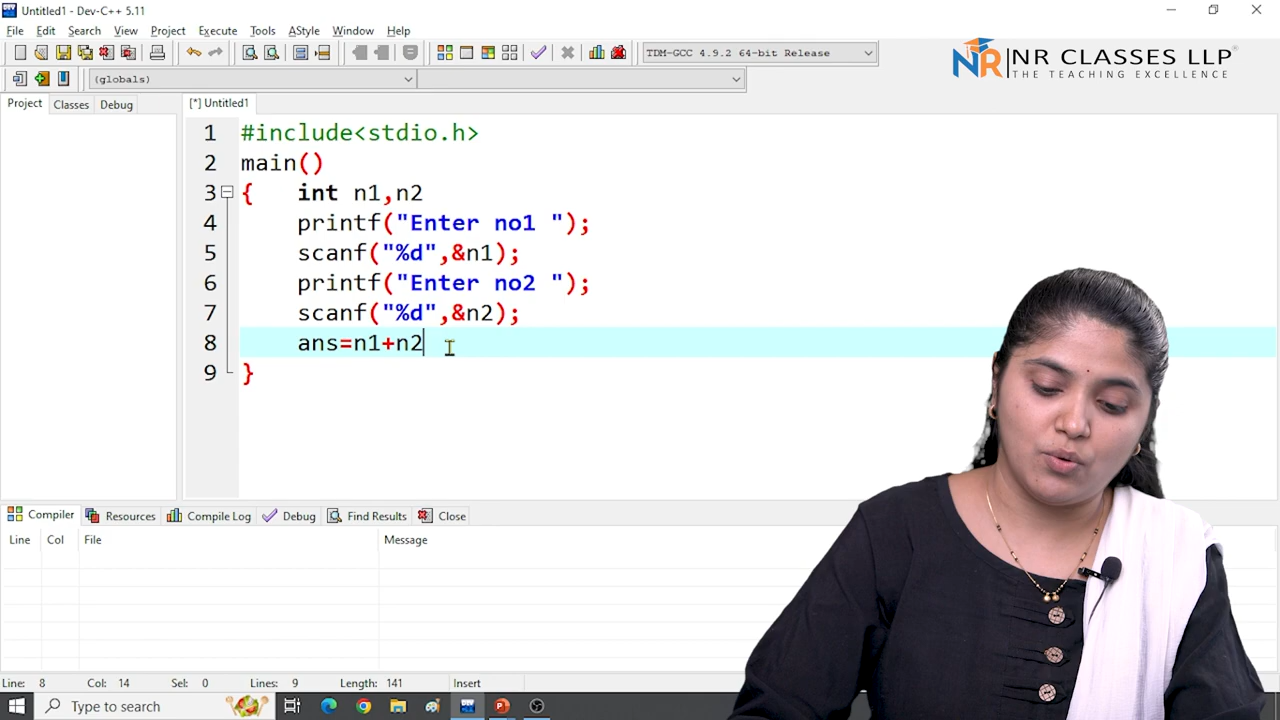 Untitled1 - Dev-C++ 5.11
File Edit Search View Project Execute Tools AStyle Window Help
TDM-GCC 4.9.2 64-bit Release
(globals)
NR NR CLASSES LLP
THE TEACHING EXCELLENCE
Project Classes Debug
[*] Untitled1
1 #include<stdio.h>
2 main()
3 { int n1,n2
4 printf("Enter no1 ");
5 scanf("%d",&n1);
6 printf("Enter no2 ");
7 scanf("%d",&n2);
8 ans=n1+n2
9 }
Compiler Resources Compile Log Debug Find Results Close
Line Col File Message
Line: 8 Col: 14 Sel: 0 Lines: 9 Length: 141 Insert
Type to search